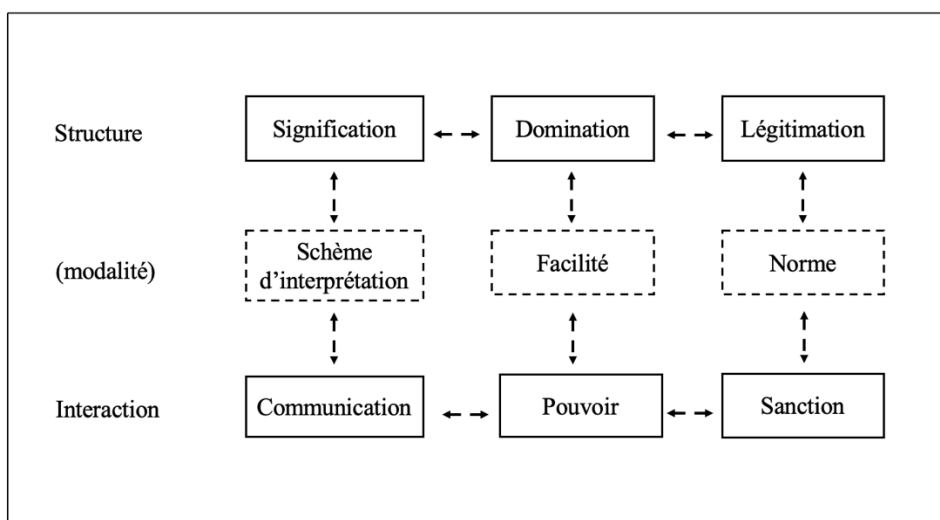 Structure
Signification
Domination
Légitimation
(modalité)
Schème
d’interprétation
Facilité
Norme
Interaction
Communication
Pouvoir
Sanction